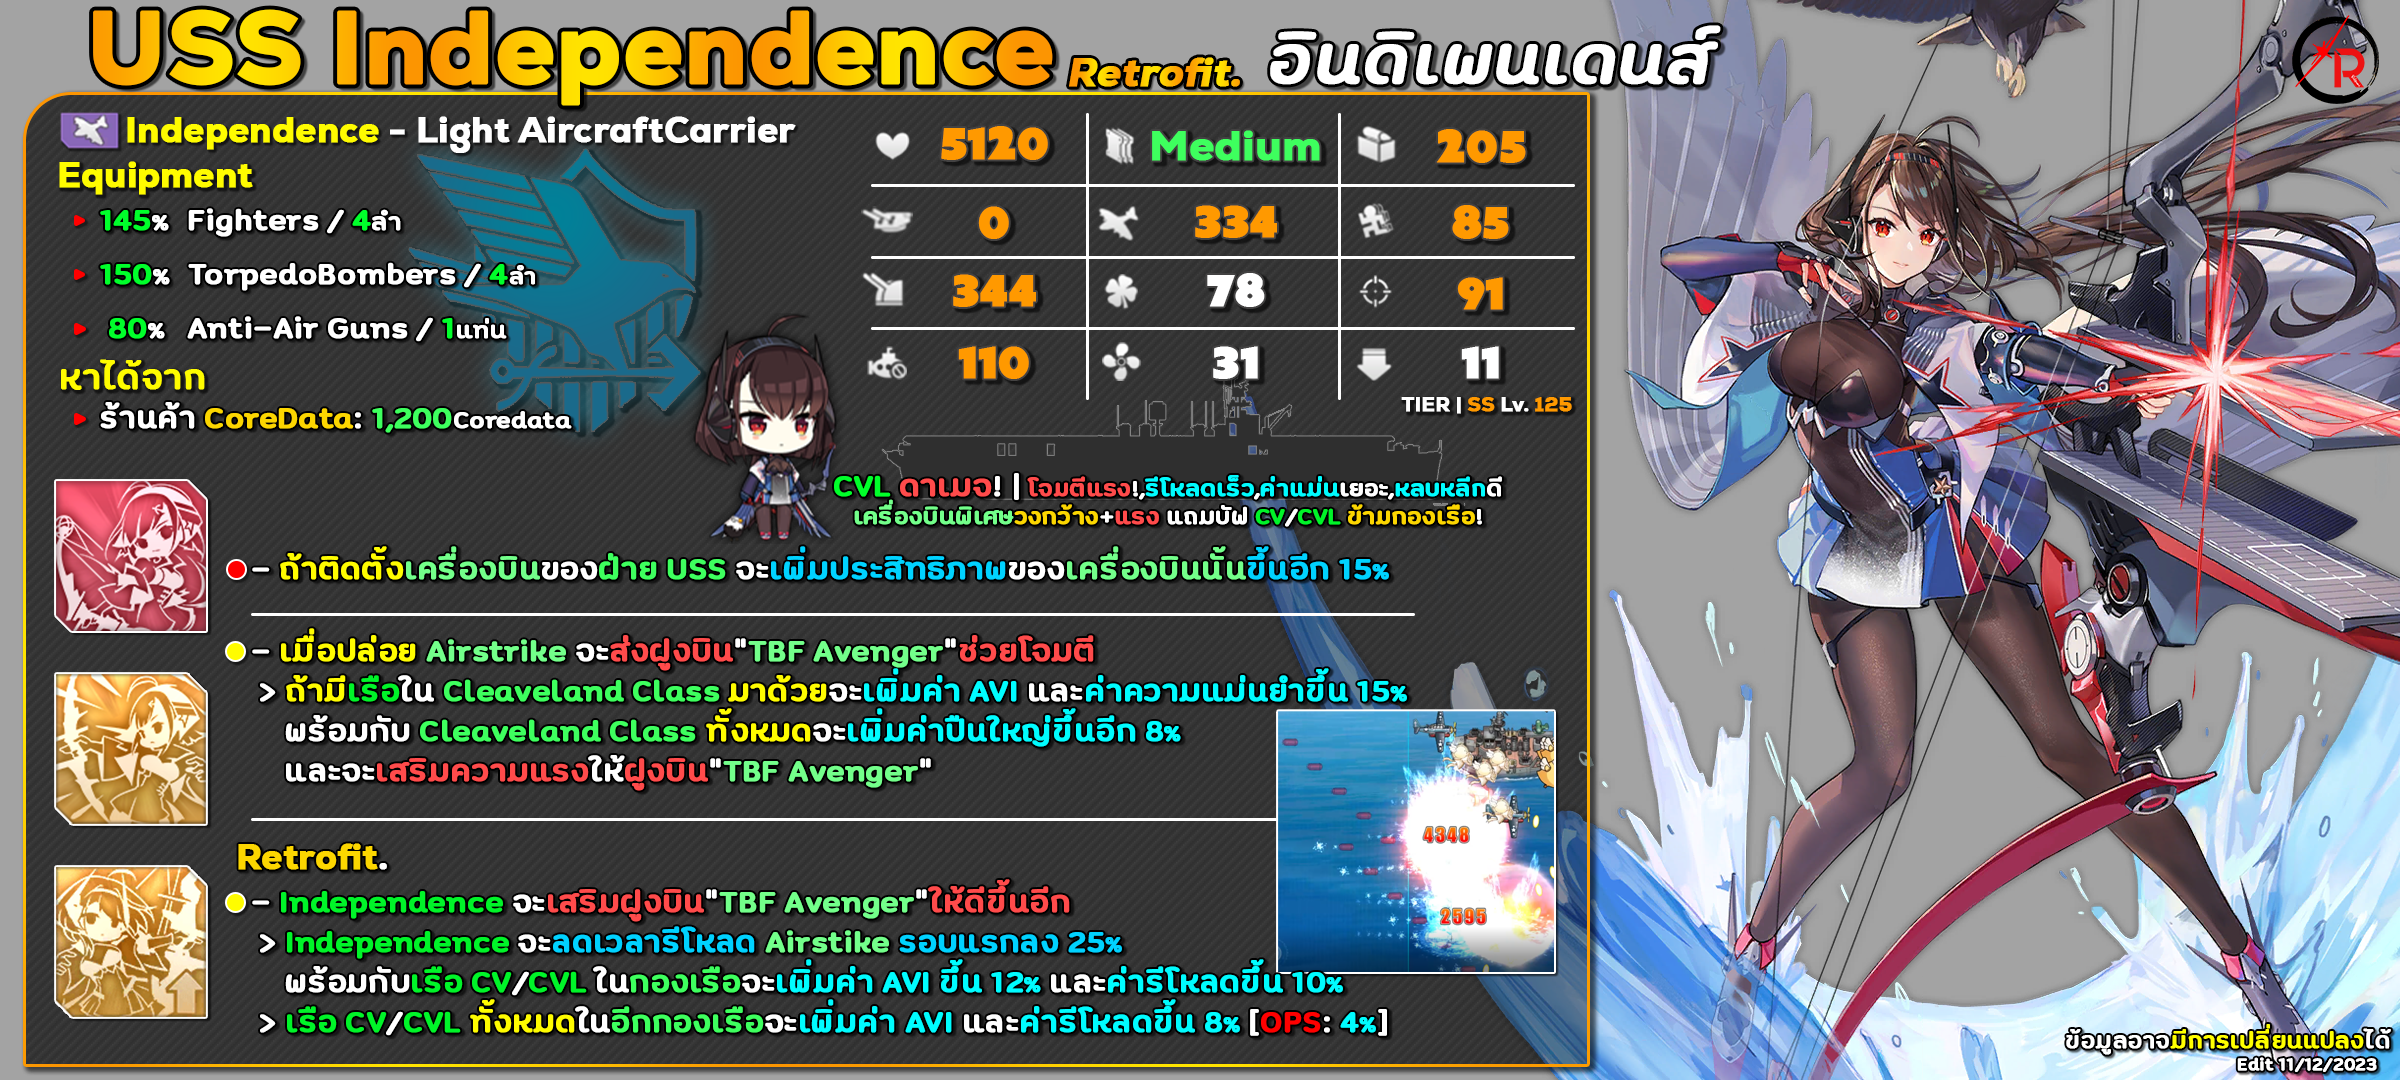 USS Independence Retrofit. อินดิเพนเดนส์
R
Independence - Light AircraftCarrier
Equipment
145% Fighters / 4ลำ
150% TorpedoBombers / 4ลำ
80% Anti-Air Guns / 1แท่น
หาได้จาก
ร้านค้า CoreData: 1,200Coredata
5120 Medium 205
0 334 85
344 78 91
110 31 11
TIER | SS Lv. 125
CVL ดาเมจ! | โจมตีแรง!,รีโหลดเร็ว,ค่าแม่นเยอะ,หลบหลีกดี
เครื่องบินพิเศษวงกว้าง+แรง แถมบัฟ CV/CVL ข้ามกองเรือ!
- ถ้าติดตั้งเครื่องบินของฝ่าย USS จะเพิ่มประสิทธิภาพของเครื่องบินนั้นขึ้นอีก 15%
- เมื่อปล่อย Airstrike จะส่งฝูงบิน"TBF Avenger"ช่วยโจมตี
> ถ้ามีเรือใน Cleaveland Class มาด้วยจะเพิ่มค่า AVI และค่าความแม่นยำขึ้น 15%
พร้อมกับ Cleaveland Class ทั้งหมดจะเพิ่มค่าปืนใหญ่ขึ้นอีก 8%
และจะเสริมความแรงให้ฝูงบิน"TBF Avenger"
4348
2595
Retrofit.
- Independence จะเสริมฝูงบิน"TBF Avenger"ให้ดีขึ้นอีก
> Independence จะลดเวลารีโหลด Airstike รอบแรกลง 25%
พร้อมกับเรือ CV/CVL ในกองเรือจะเพิ่มค่า AVI ขึ้น 12% และค่ารีโหลดขึ้น 10%
> เรือ CV/CVL ทั้งหมดในอีกกองเรือจะเพิ่มค่า AVI และค่ารีโหลดขึ้น 8% [OPS: 4%]
ข้อมูลอาจมีการเปลี่ยนแปลงได้
Edit 11/12/2023